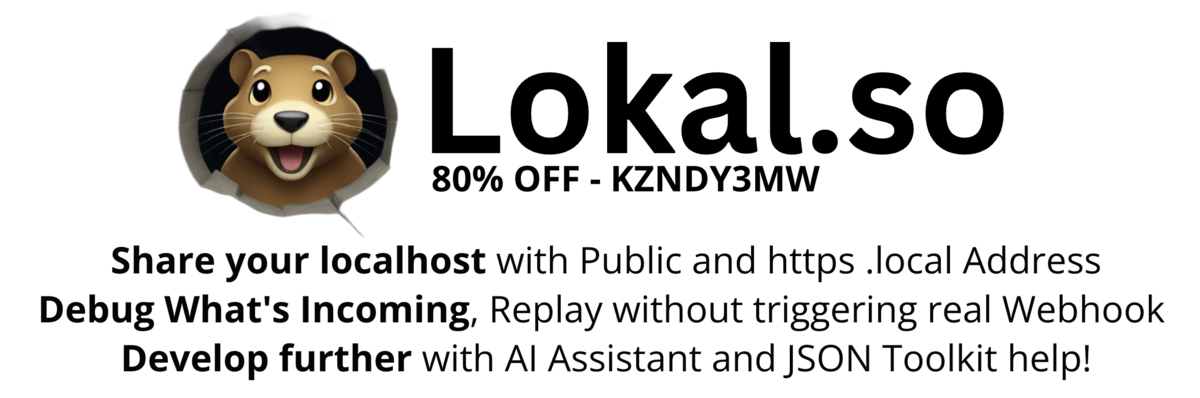 Lokal.so
80% OFF - KZNDY3MW
Share your localhost with Public and https .local Address
Debug What's Incoming, Replay without triggering real Webhook
Develop further with AI Assistant and JSON Toolkit help!